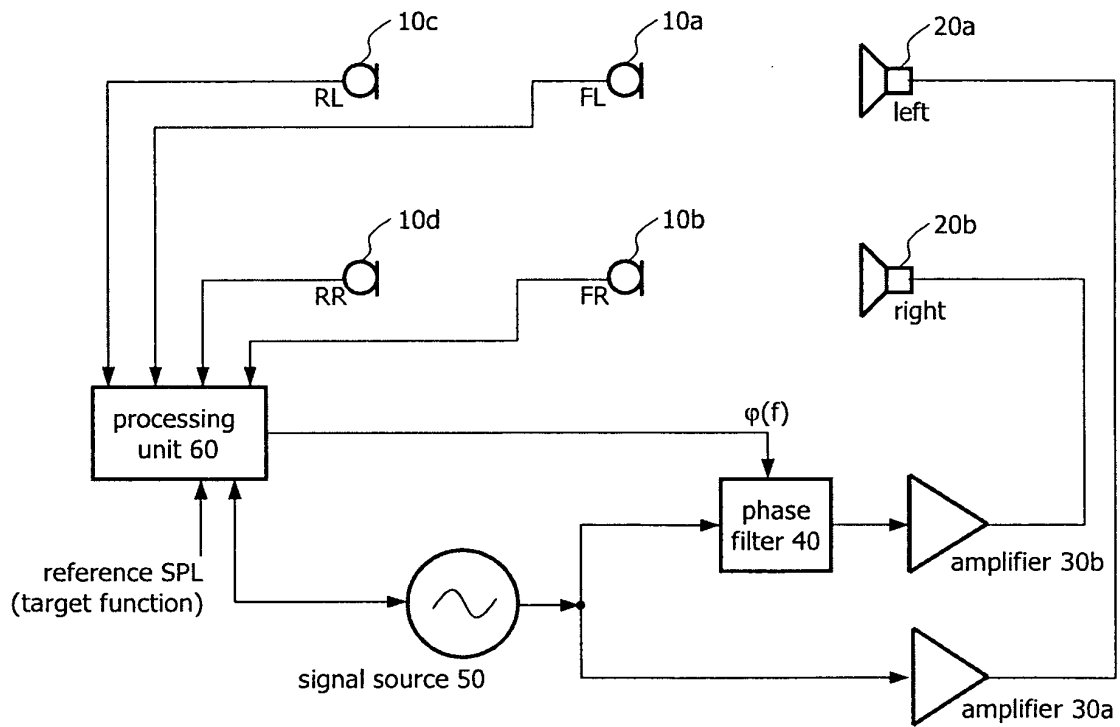 10c
10a
20a
RL
FL
left
10d
10b
20b
RR
FR
right
processing
unit 60
φ(f)
phase
filter 40
reference SPL
(target function)
amplifier 30b
signal source 50
amplifier 30a